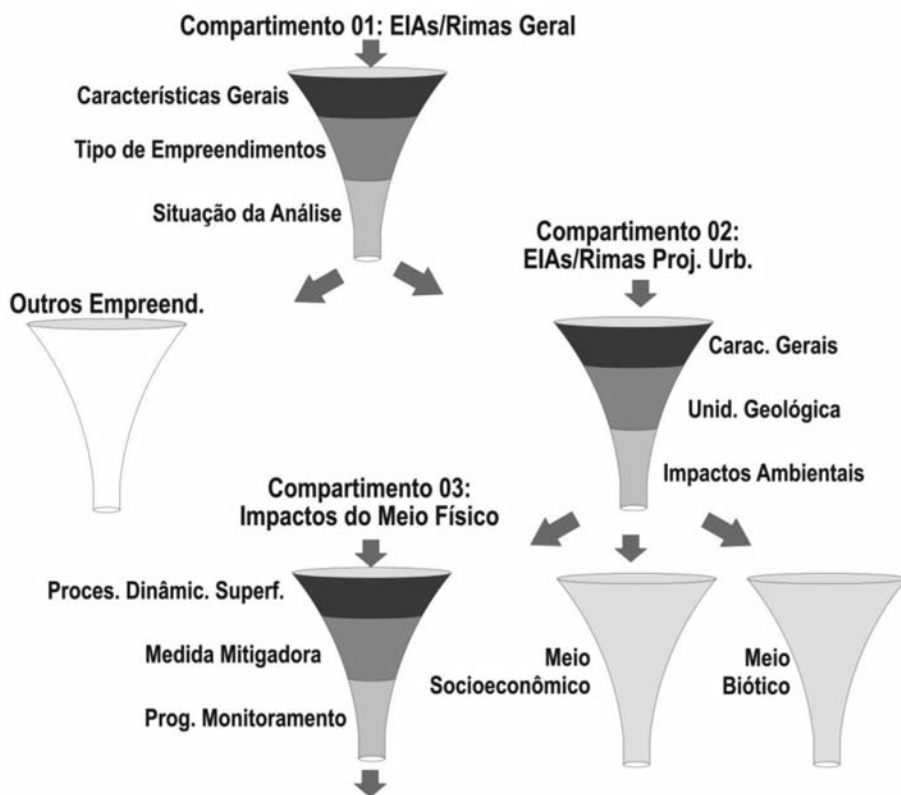 Compartimento 01: EIAs/Rimas Geral
Características Gerais
Tipo de Empreendimentos
Situação da Análise
Outros Empreend.
Compartimento 02:
EIAs/Rimas Proj. Urb.
Carac. Gerais
Unid. Geológica
Impactos Ambientais
Compartimento 03:
Impactos do Meio Físico
Proces. Dinâmic. Superf.
Medida Mitigadora
Prog. Monitoramento
Meio
Socioeconômico
Meio
Biótico